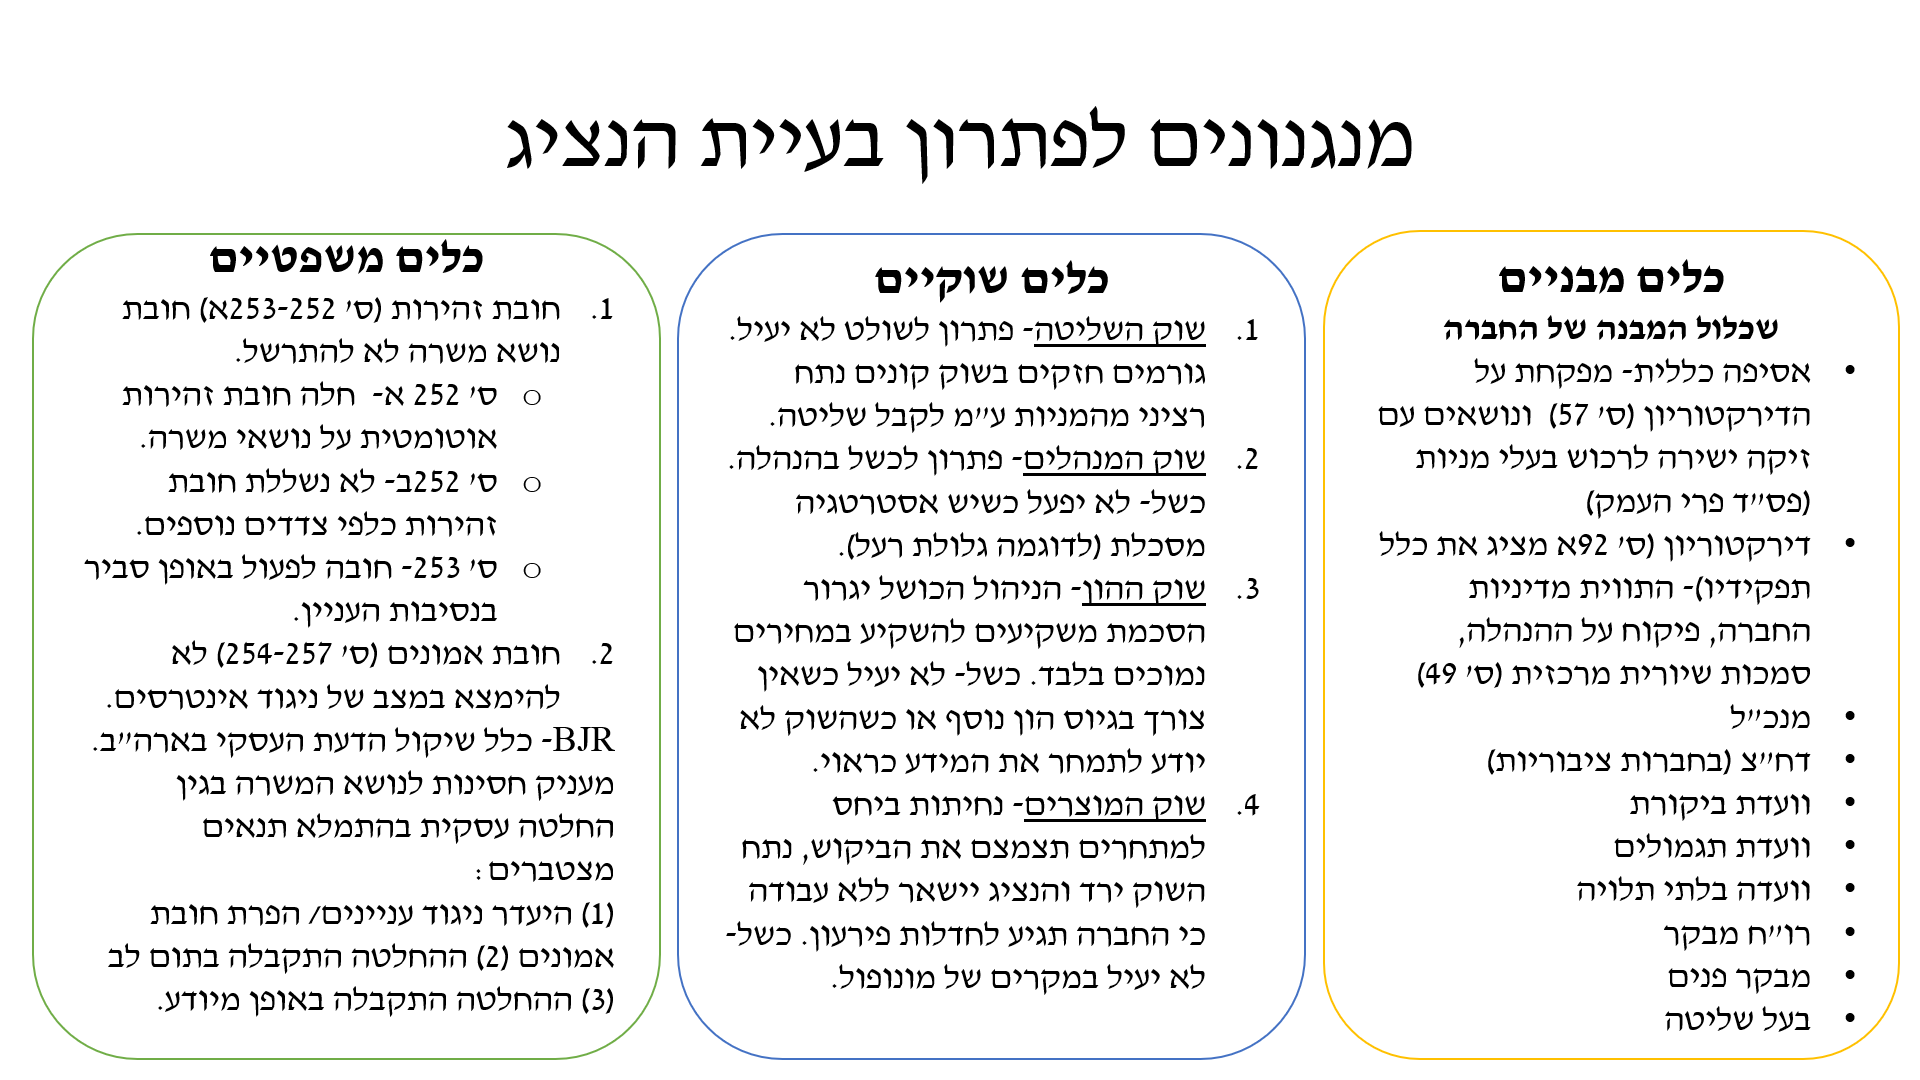 מנגנונים לפתרון בעיית הנציג
כלים מבניים
שכלול המבנה של החברה
• אסיפה כללית- מפקחת על
הדירקטוריון (ס' 57) ונושאים עם
זיקה ישירה לרכוש בעלי מניות
(פס"ד פרי העמק)
• דירקטוריון (ס' 92א מציג את כלל
תפקידיו)- התווית מדיניות
החברה, פיקוח על ההנהלה,
סמכות שיורית מרכזית (ס' 49)
• מנכ"ל
• דח"צ (בחברות ציבוריות)
• וועדת ביקורת
• וועדת תגמולים
• וועדה בלתי תלויה
• רו"ח מבקר
• מבקר פנים
• בעל שליטה
כלים שוקיים
1. שוק השליטה- פתרון לשולט לא יעיל.
גורמים חזקים בשוק קונים נתח
רציני מהמניות ע"מ לקבל שליטה.
2. שוק המנהלים- פתרון לכשל בהנהלה.
כשל- לא יפעל כשיש אסטרטגיה
מסכלת (לדוגמה גלולת רעל).
3. שוק ההון- הניהול הכושל יגרור
הסכמת משקיעים להשקיע במחירים
נמוכים בלבד. כשל- לא יעיל כשאין
צורך בגיוס הון נוסף או כשהשוק לא
יודע לתמחר את המידע כראוי.
4. שוק המוצרים- נחיתות ביחס
למתחרים תצמצם את הביקוש, נתח
השוק ירד והנציג יישאר ללא עבודה
כי החברה תגיע לחדלות פירעון. כשל-
לא יעיל במקרים של מונופול.
כלים משפטיים
1. חובת זהירות (ס' 253-252א) חובת
נושא משרה לא להתרשל.
o ס' 252 א- חלה חובת זהירות
אוטומטית על נושאי משרה.
o ס' 252ב- לא נשללת חובת
זהירות כלפי צדדים נוספים.
o ס' 253- חובה לפעול באופן סביר
בנסיבות העניין.
2. חובת אמונים (ס' 254-257) לא
להימצא במצב של ניגוד אינטרסים.
BJR- כלל שיקול הדעת העסקי בארה"ב.
מעניק חסינות לנושא המשרה בגין
החלטה עסקית בהתמלא תנאים
מצטברים:
(1) היעדר ניגוד עניינים/ הפרת חובת
אמונים (2) ההחלטה התקבלה בתום לב
(3) ההחלטה התקבלה באופן מיודע.